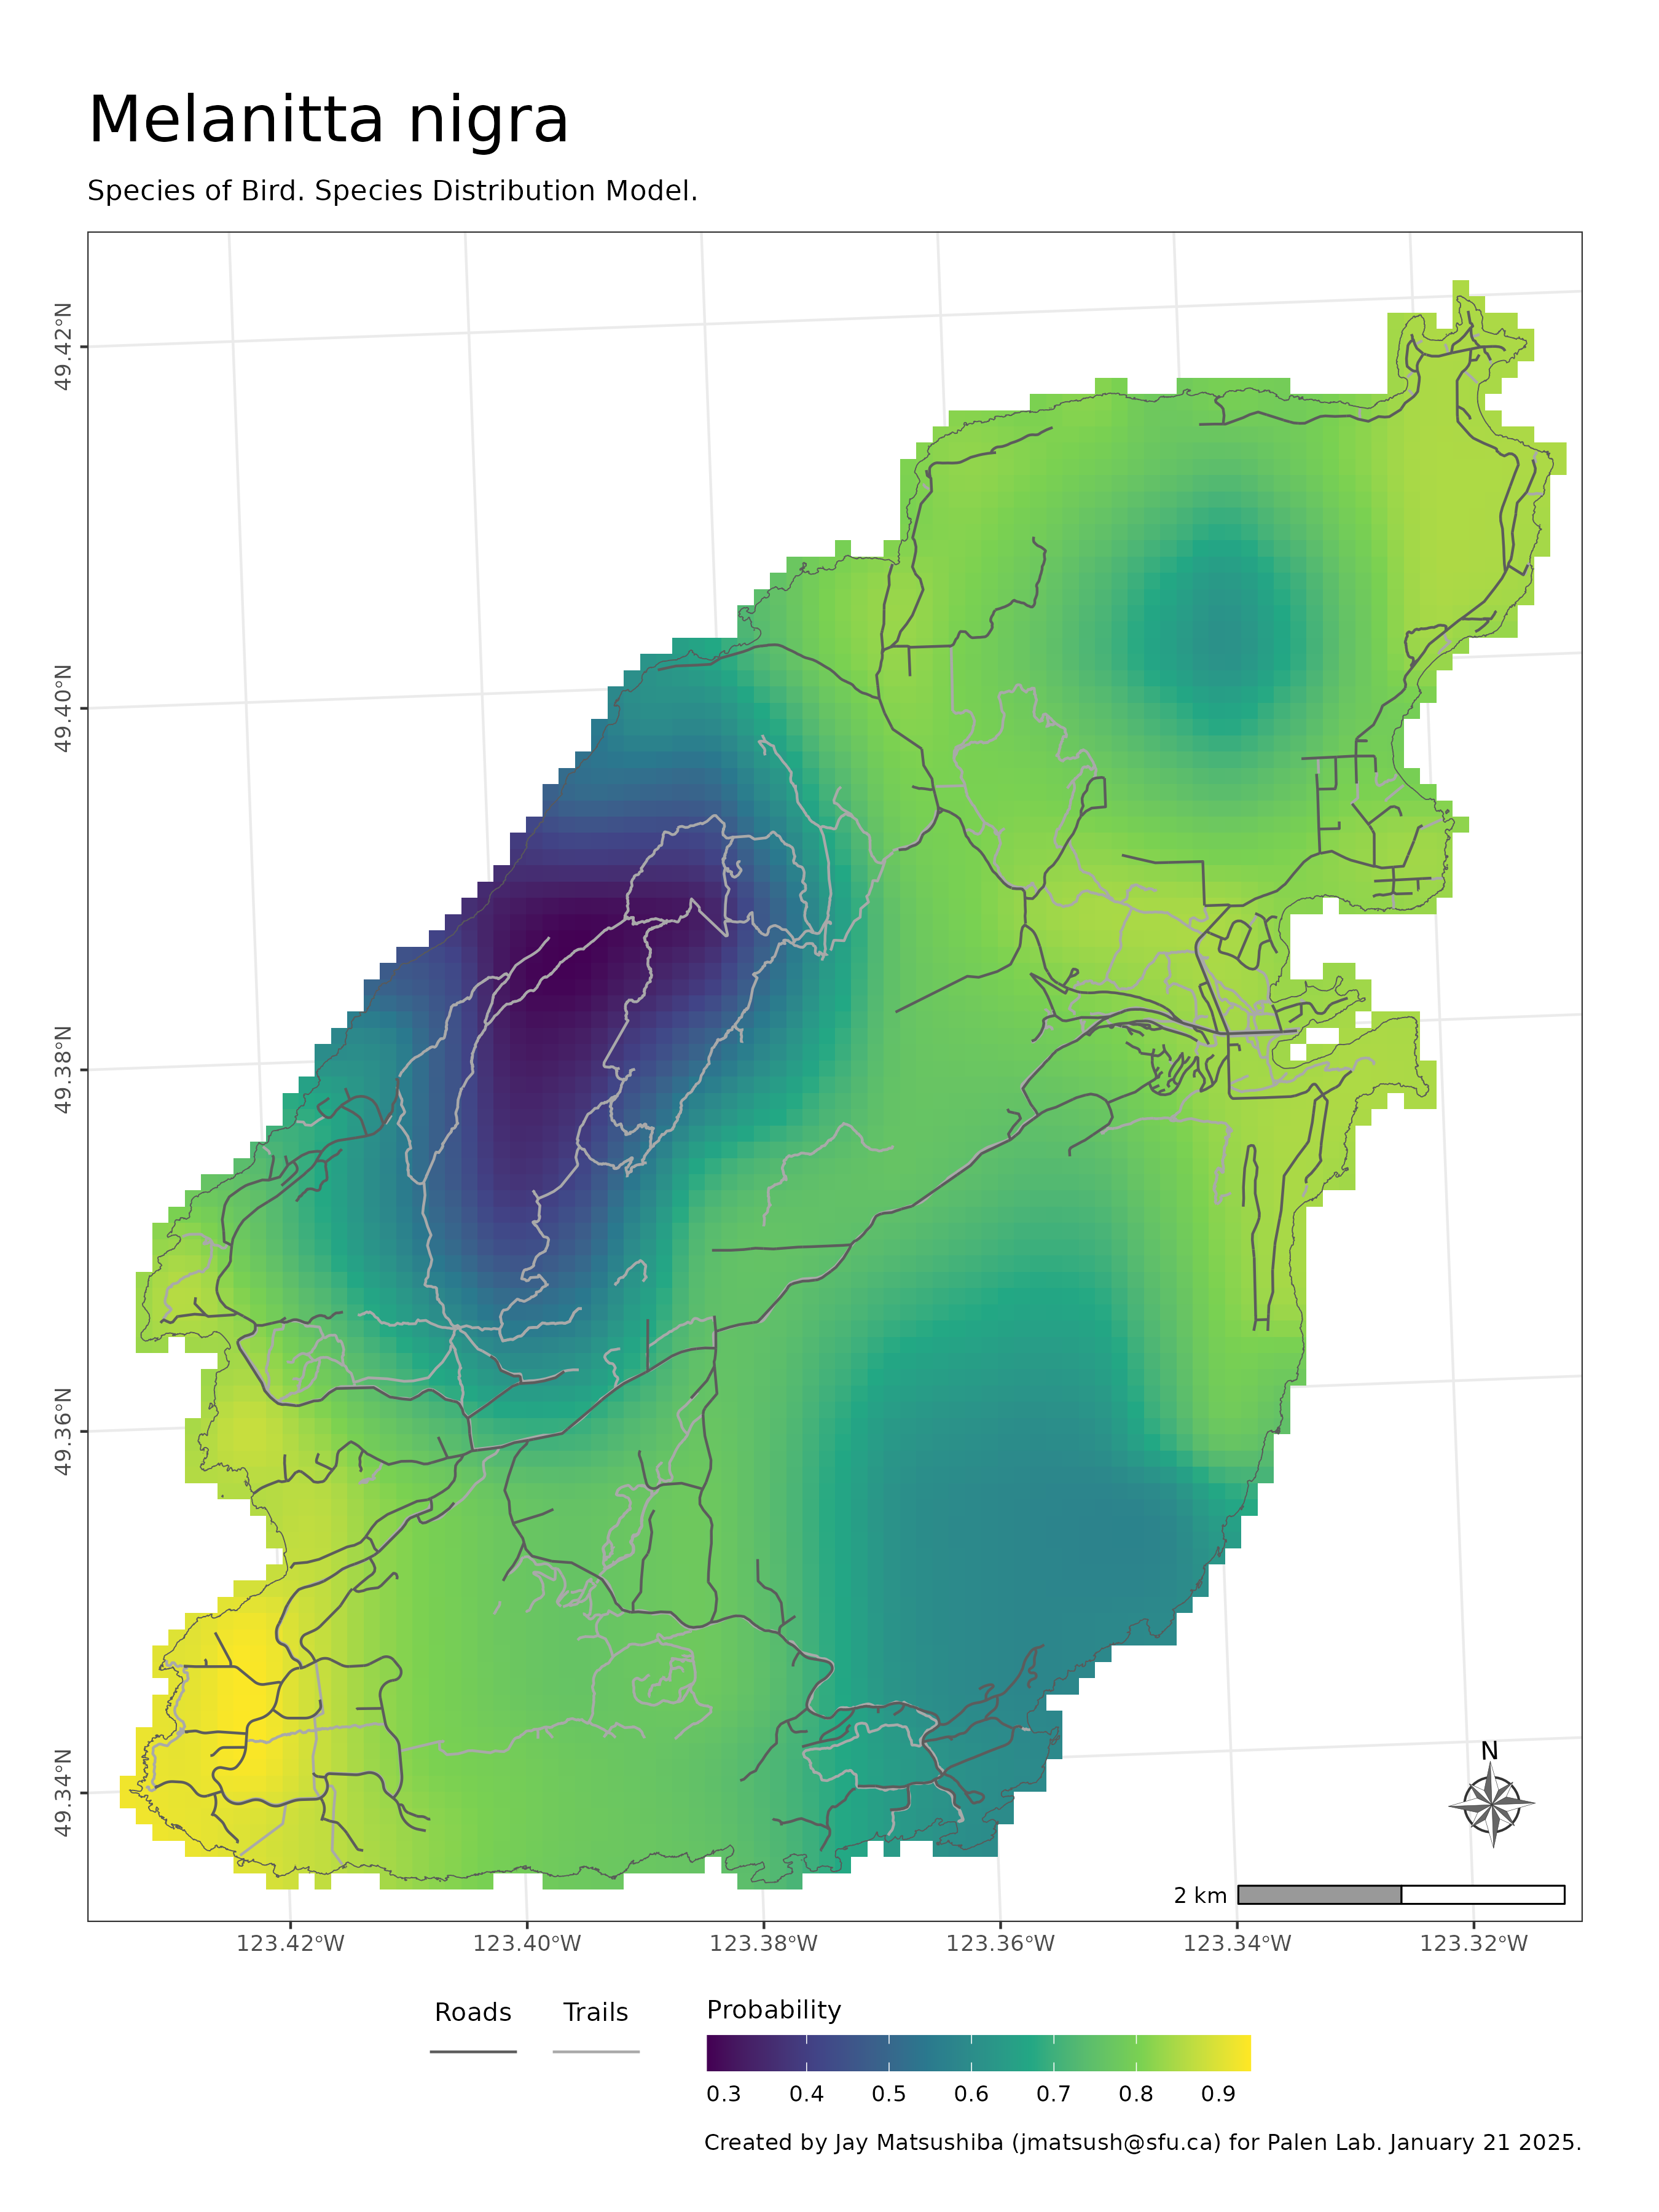 Melanitta nigra
Species of Bird. Species Distribution Model.
49.42°N
49.40°N
49.38°N
49.36°N
49.34°N
N
2 km
123.42°W 123.40°W 123.38°W 123.36°W 123.34°W 123.32°W
Roads Trails Probability
0.3 0.4 0.5 0.6 0.7 0.8 0.9
Created by Jay Matsushiba (jmatsush@sfu.ca) for Palen Lab. January 21 2025.